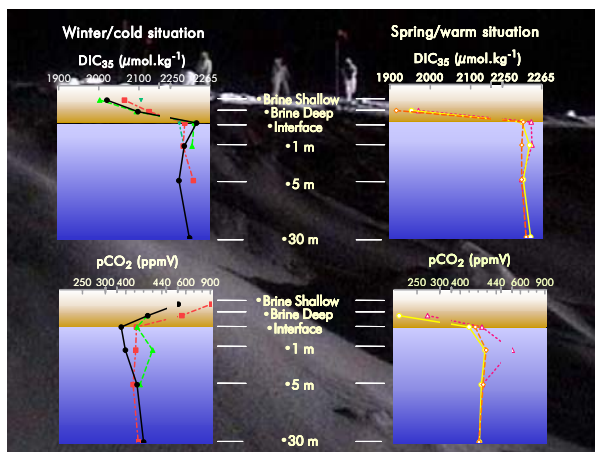 Winter/cold situation
Spring/warm situation
DIC35 (µmol.kg-1)
DIC35 (µmol.kg-1)
1900 2000 2100 2250 2265
1900 2000 2100 2250 2265
•Brine Shallow
•Brine Deep
•Interface
•1 m
•5 m
•30 m
pCO2 (ppmV)
pCO2 (ppmV)
250 300 400 600 900
250 300 400 600 900
•Brine Shallow
•Brine Deep
•Interface
•1 m
•5 m
•30 m